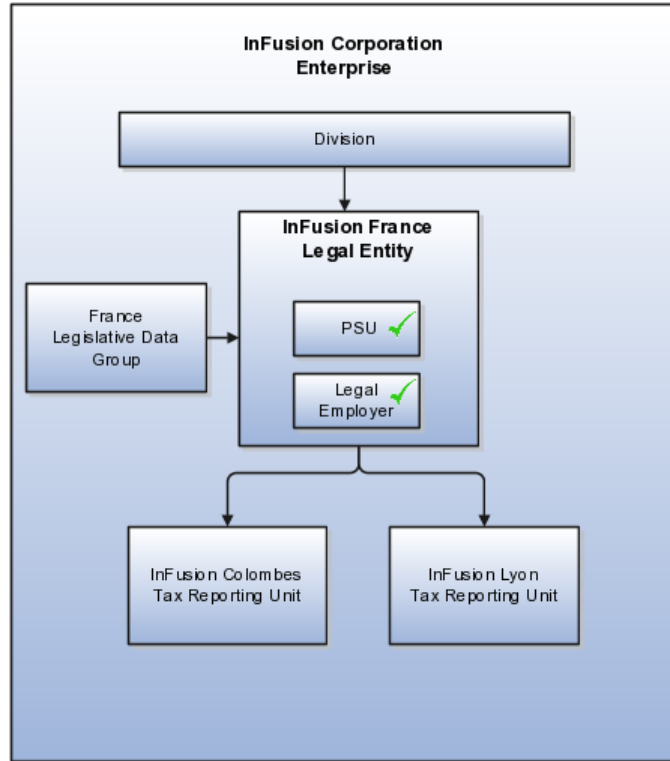 InFusion Corporation
Enterprise
Division
InFusion France
Legal Entity
France
Legislative Data
Group
PSU
Legal
Employer
InFusion Colombes
Tax Reporting Unit
InFusion Lyon
Tax Reporting Unit